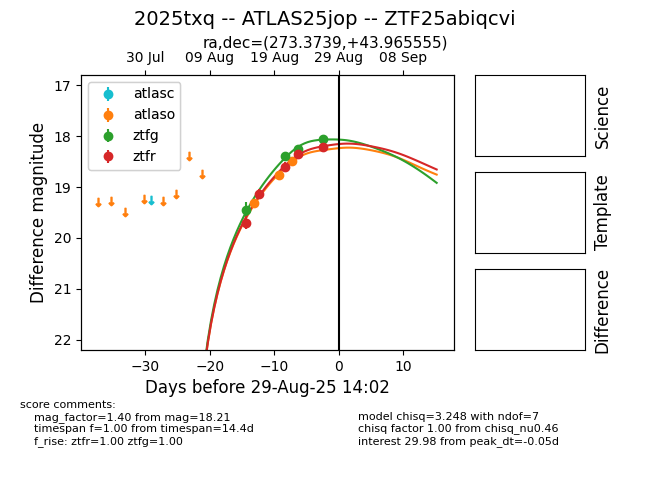 2025txq -- ATLAS25jop -- ZTF25abiqcvi
ra,dec=(273.3739,+43.965555)
30 Jul 09 Aug 19 Aug 29 Aug 08 Sep
atlasc
atlaso
ztfg
ztfr
17
18
19
20
21
22
Difference magnitude
−30 −20 −10 0 10
Days before 29-Aug-25 14:02
Science
Template
Difference
score comments:
mag_factor=1.40 from mag=18.21
timespan f=1.00 from timespan=14.4d
f_rise: ztfr=1.00 ztfg=1.00
model chisq=3.248 with ndof=7
chisq factor 1.00 from chisq_nu0.46
interest 29.98 from peak_dt=-0.05d